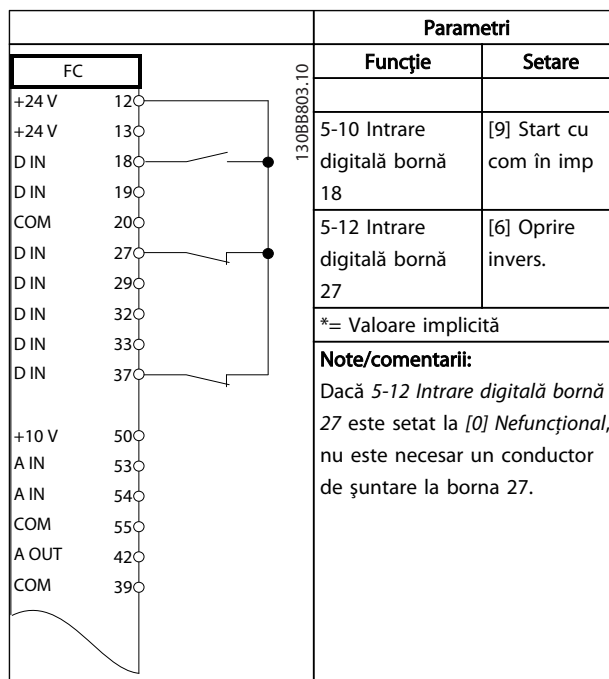 FC
+24 V 12
+24 V 13
D IN 18
D IN 19
COM 20
D IN 27
D IN 29
D IN 32
D IN 33
D IN 37
+10 V 50
A IN 53
A IN 54
COM 55
A OUT 42
COM 39
130BB803.10
Parametri
Funcţie Setare
5-10 Intrare [9] Start cu
digitală bornă com în imp
18
5-12 Intrare [6] Oprire
digitală bornă invers.
27
*= Valoare implicită
Note/comentarii:
Dacă 5-12 Intrare digitală bornă
27 este setat la [0] Nefuncţional,
nu este necesar un conductor
de şuntare la borna 27.